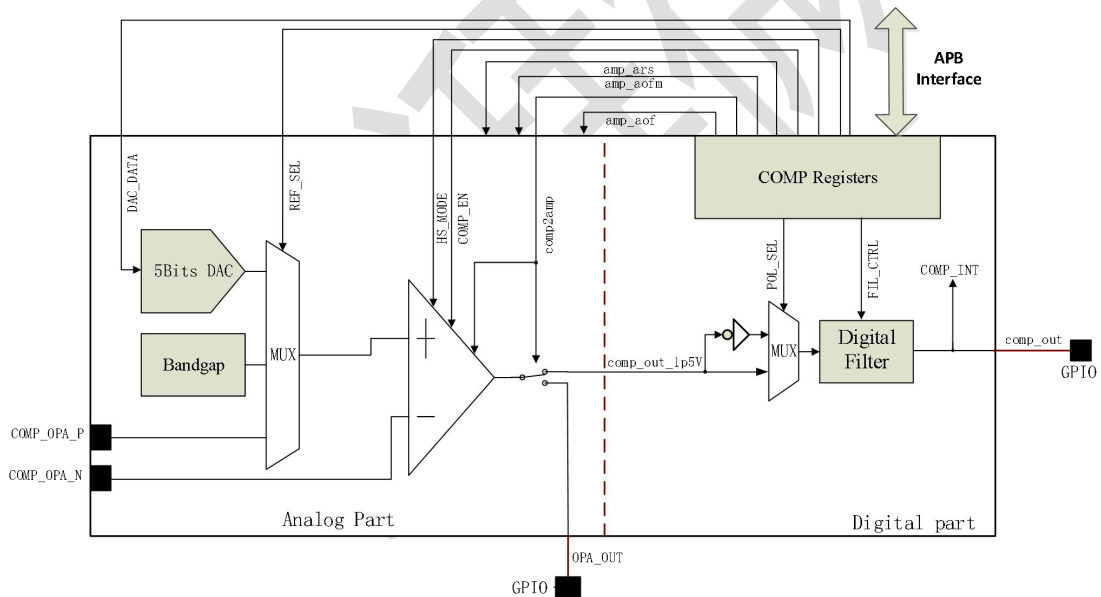 APB
Interface
amp_ars
amp_aofm
amp_aof
COMP Registers
DAC_DATA
REF_SEL
HS_MODE
COMP_EN
comp2amp
POL_SEL
FIL_CTRL
COMP_INT
5Bits DAC
Bandgap
MUX
+
−
comp_out_1p5V
MUX
Digital
Filter
comp_out
GPIO
COMP_OPA_P
COMP_OPA_N
Analog Part
Digital part
OPA_OUT
GPIO